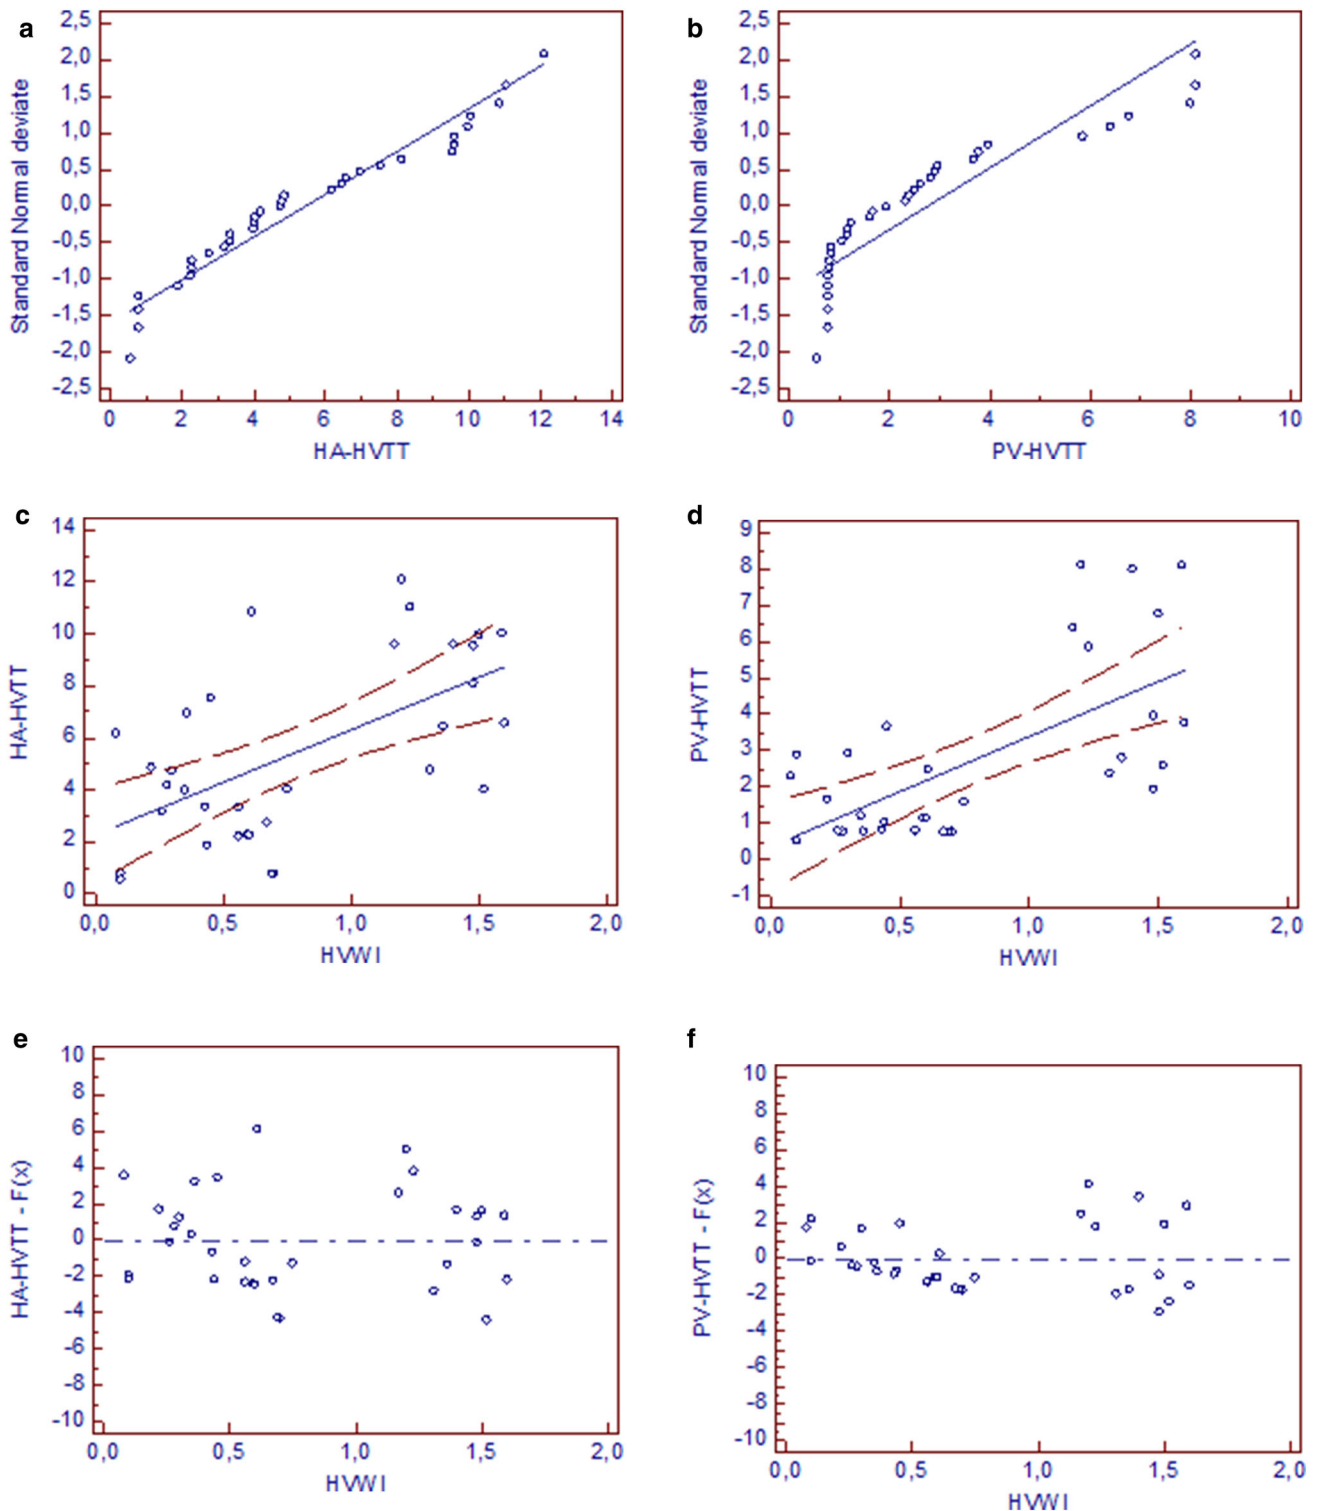 a
2,5
2,0
1,5
1,0
0,5
0,0
-0,5
-1,0
-1,5
-2,0
-2,5
Standard Normal deviate
0 2 4 6 8 10 12 14
HA-HVTT
b
2,5
2,0
1,5
1,0
0,5
0,0
-0,5
-1,0
-1,5
-2,0
-2,5
Standard Normal deviate
0 2 4 6 8 10
PV-HVTT
c
14
12
10
8
6
4
2
0
HA-HVTT
0,0 0,5 1,0 1,5 2,0
HVWI
d
9
8
7
6
5
4
3
2
1
0
-1
PV-HVTT
0,0 0,5 1,0 1,5 2,0
HVWI
e
10
8
6
4
2
0
-2
-4
-6
-8
-10
HA-HVTT - F(x)
0,0 0,5 1,0 1,5 2,0
HVWI
f
10
8
6
4
2
0
-2
-4
-6
-8
-10
PV-HVTT - F(x)
0,0 0,5 1,0 1,5 2,0
HVWI